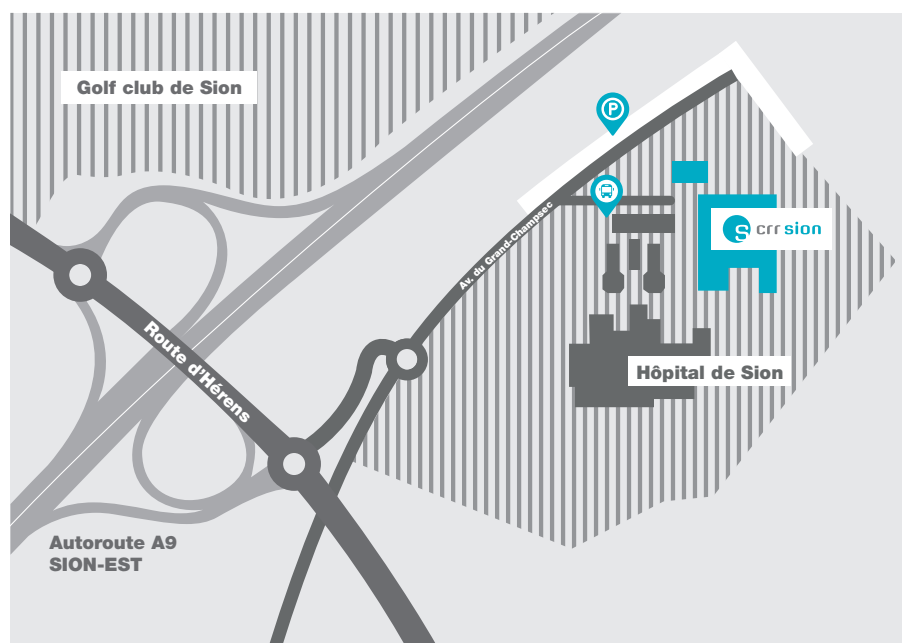 Golf club de Sion
P
Av. du Grand-Champsec
S crr sion
Route d'Hérens
Hôpital de Sion
Autoroute A9
SION-EST